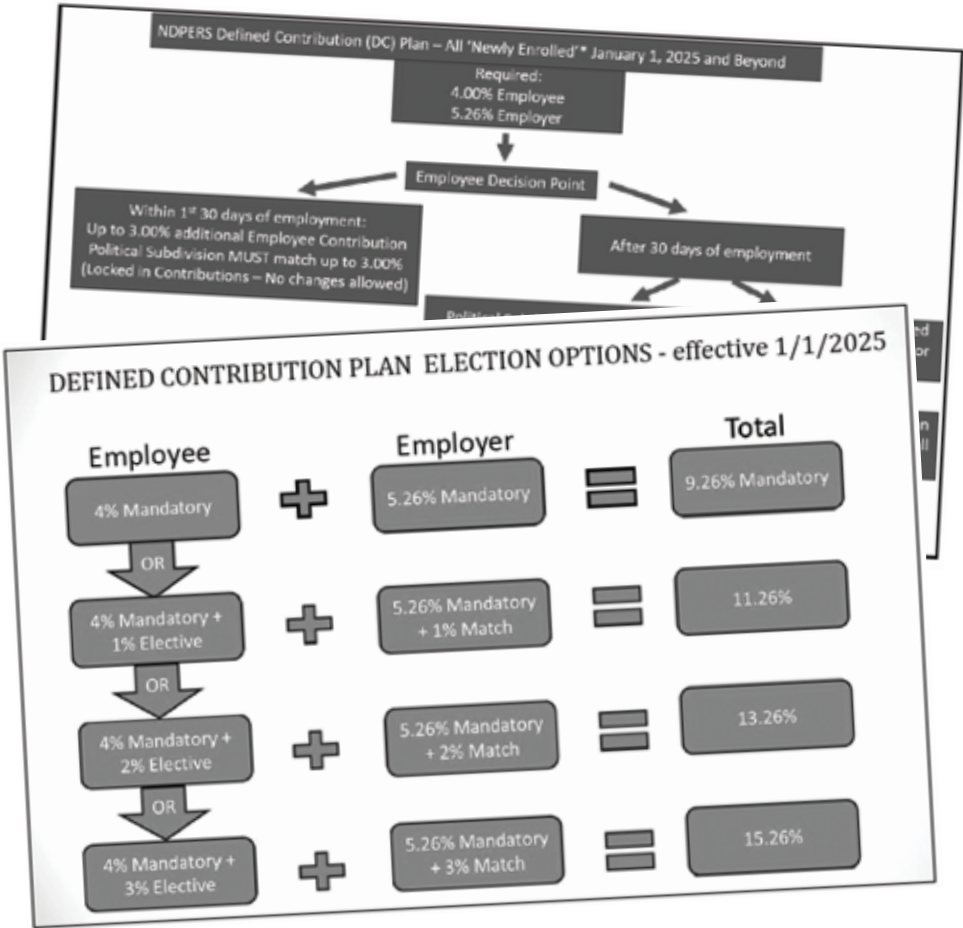 NDPERS Defined Contribution (DC) Plan – All 'Newly Enrolled'* January 1, 2025 and Beyond
Required:
4.00% Employee
5.26% Employer
Employee Decision Point
Within 1st 30 days of employment:
Up to 3.00% additional Employee Contribution
Political Subdivision MUST match up to 3.00%
(Locked in Contributions – No changes allowed)
After 30 days of employment
DEFINED CONTRIBUTION PLAN ELECTION OPTIONS - effective 1/1/2025
Employee
Employer
Total
4% Mandatory
5.26% Mandatory
9.26% Mandatory
OR
4% Mandatory +
1% Elective
5.26% Mandatory
+ 1% Match
11.26%
OR
4% Mandatory +
2% Elective
5.26% Mandatory
+ 2% Match
13.26%
OR
4% Mandatory +
3% Elective
5.26% Mandatory
+ 3% Match
15.26%